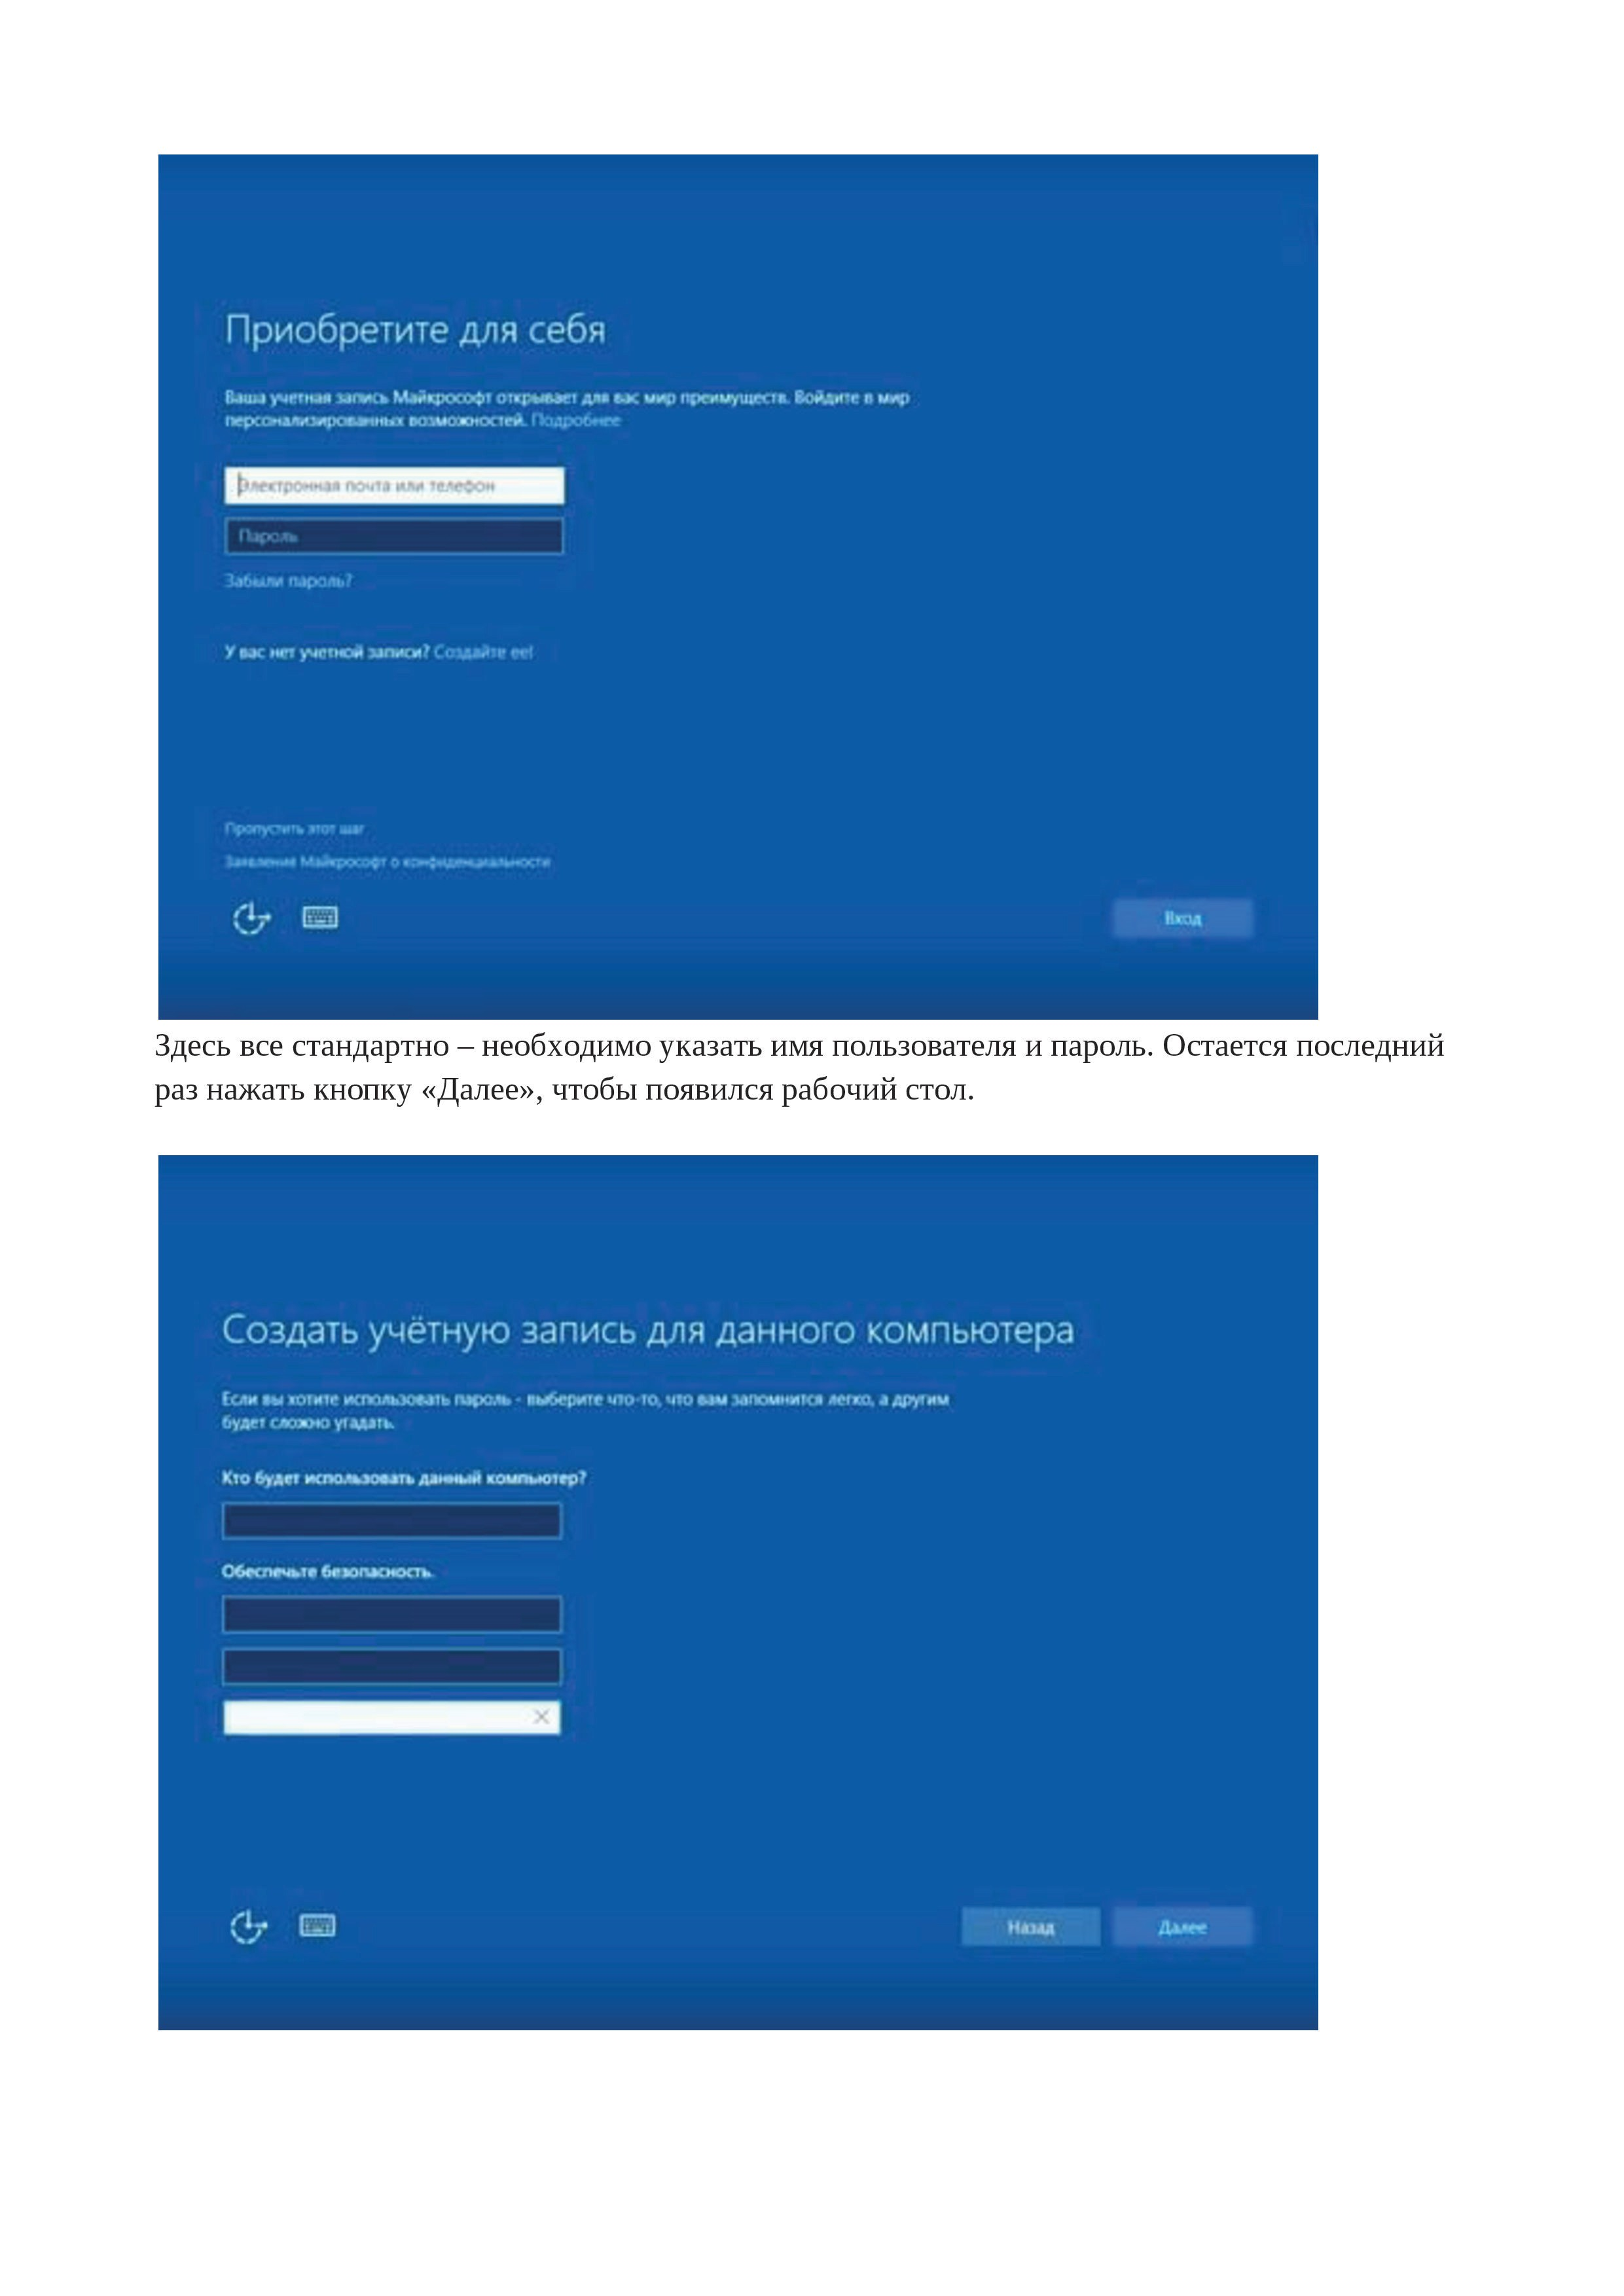 Приобретите для себя
Ваша учетная запись Майкрософт открывает для вас мир преимуществ. Войдите в мир
персонализированных возможностей. Подробнее
Электронная почта или телефон
Пароль
Забыли пароль?
У вас нет учетной записи? Создайте ее!
Пропустить этот шаг
Заявление Майкрософт о конфиденциальности
Вход
Здесь все стандартно – необходимо указать имя пользователя и пароль. Остается последний
раз нажать кнопку «Далее», чтобы появился рабочий стол.
Создать учётную запись для данного компьютера
Если вы хотите использовать пароль - выберите что-то, что вам запомнится легко, а другим
будет сложно угадать.
Кто будет использовать данный компьютер?
Обеспечьте безопасность.
Назад
Далее